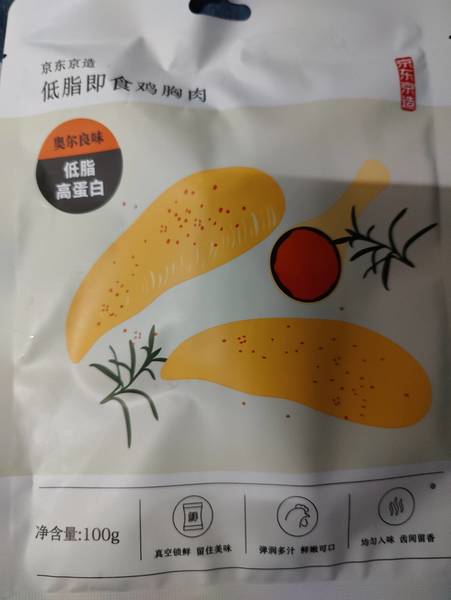 京东京造
低脂即食鸡胸肉
京东京造
奥尔良味
低脂
高蛋白
净含量:100g
真空锁鲜 留住美味
弹润多汁 鲜嫩可口
均匀入味 齿间留香